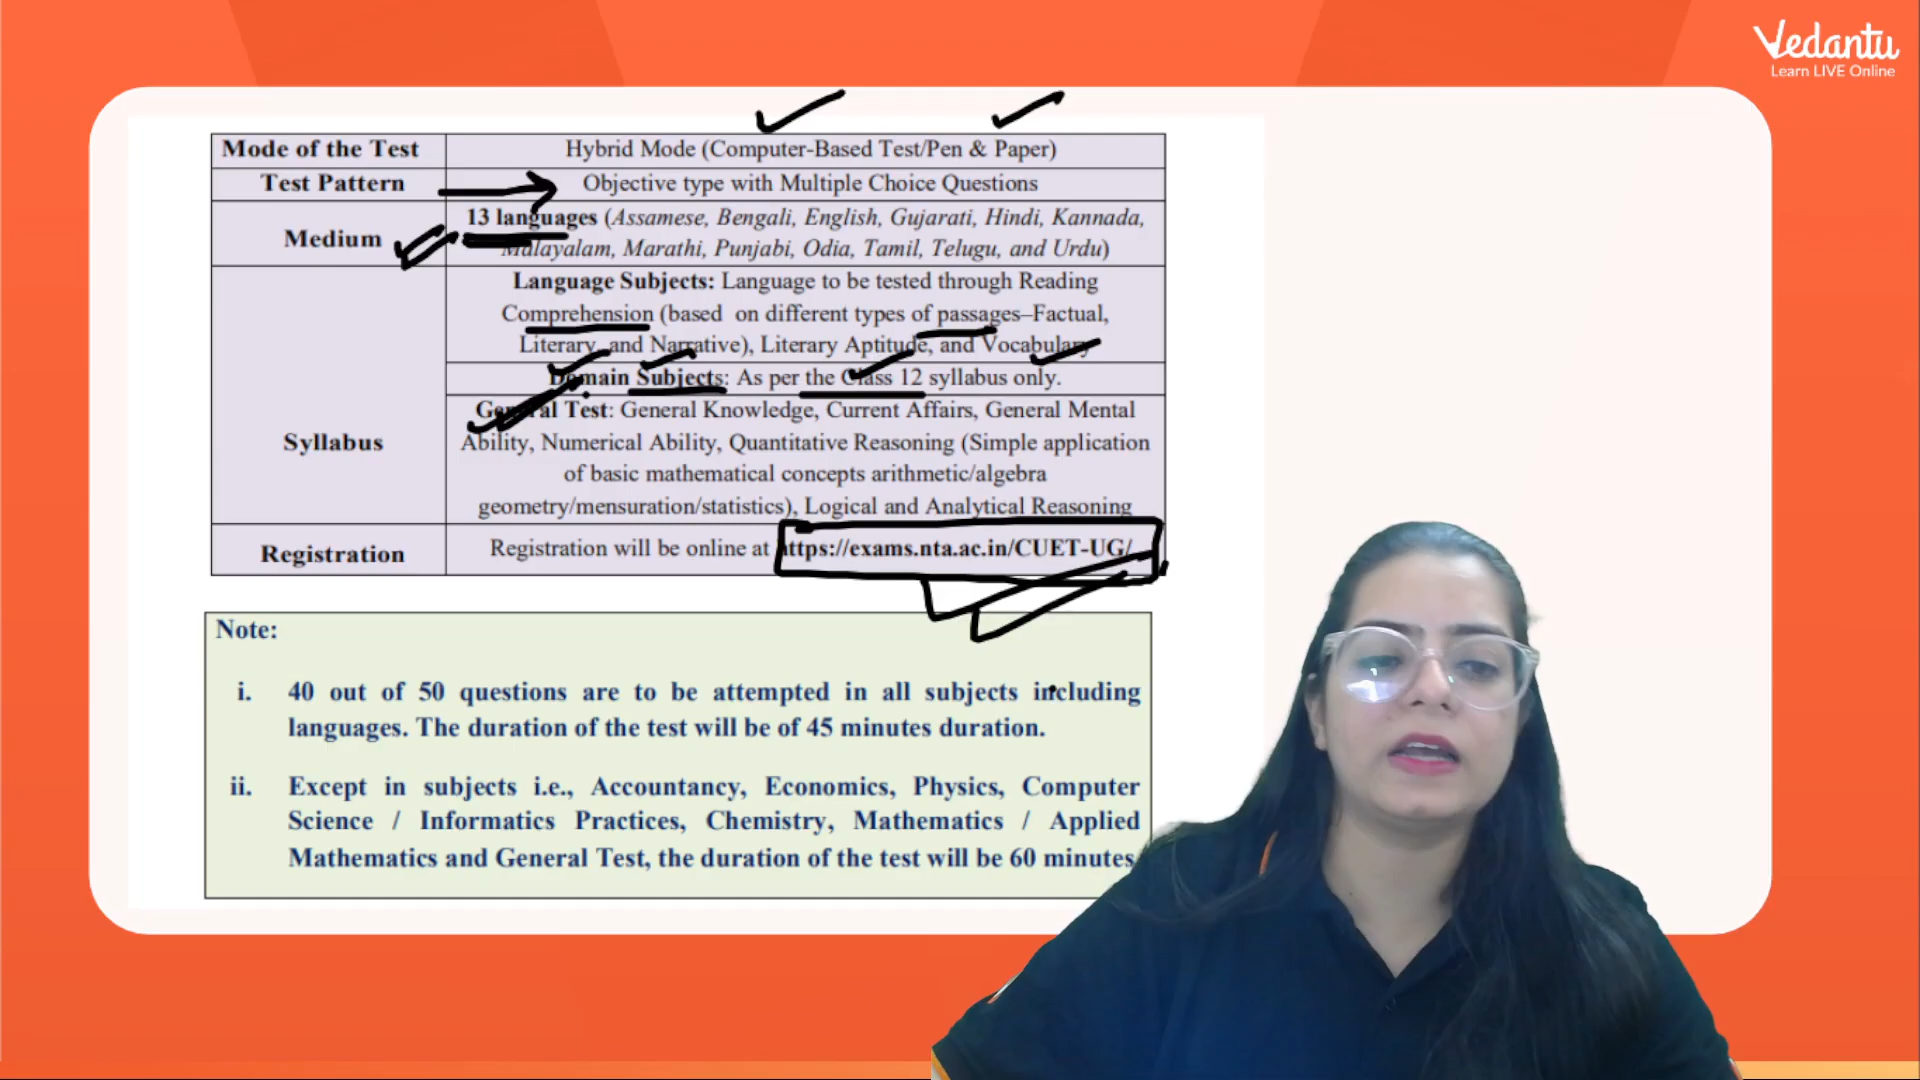 Vedantu
Learn LIVE Online
Mode of the Test
Hybrid Mode (Computer-Based Test/Pen & Paper)
Test Pattern
Objective type with Multiple Choice Questions
Medium
13 languages (Assamese, Bengali, English, Gujarati, Hindi, Kannada,
Malayalam, Marathi, Punjabi, Odia, Tamil, Telugu, and Urdu)
Syllabus
Language Subjects: Language to be tested through Reading
Comprehension (based on different types of passages–Factual,
Literary, and Narrative), Literary Aptitude, and Vocabulary
Domain Subjects: As per the Class 12 syllabus only.
General Test: General Knowledge, Current Affairs, General Mental
Ability, Numerical Ability, Quantitative Reasoning (Simple application
of basic mathematical concepts arithmetic/algebra
geometry/mensuration/statistics), Logical and Analytical Reasoning
Registration
Registration will be online at https://exams.nta.ac.in/CUET-UG/
Note:
i. 40 out of 50 questions are to be attempted in all subjects including
languages. The duration of the test will be of 45 minutes duration.
ii. Except in subjects i.e., Accountancy, Economics, Physics, Computer
Science / Informatics Practices, Chemistry, Mathematics / Applied
Mathematics and General Test, the duration of the test will be 60 minutes